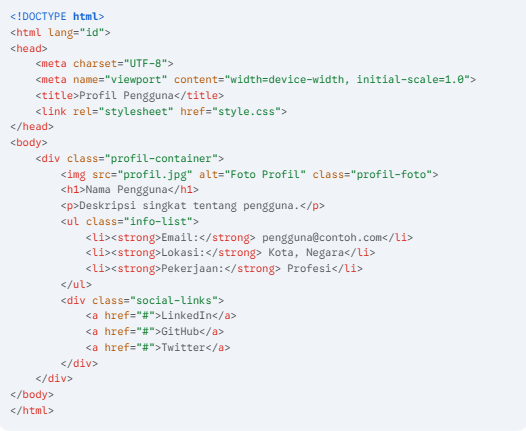 <!DOCTYPE html>
<html lang="id">
<head>
    <meta charset="UTF-8">
    <meta name="viewport" content="width=device-width, initial-scale=1.0">
    <title>Profil Pengguna</title>
    <link rel="stylesheet" href="style.css">
</head>
<body>
    <div class="profil-container">
        <img src="profil.jpg" alt="Foto Profil" class="profil-foto">
        <h1>Nama Pengguna</h1>
        <p>Deskripsi singkat tentang pengguna.</p>
        <ul class="info-list">
            <li><strong>Email:</strong> pengguna@contoh.com</li>
            <li><strong>Lokasi:</strong> Kota, Negara</li>
            <li><strong>Pekerjaan:</strong> Profesi</li>
        </ul>
        <div class="social-links">
            <a href="#">LinkedIn</a>
            <a href="#">GitHub</a>
            <a href="#">Twitter</a>
        </div>
    </div>
</body>
</html>